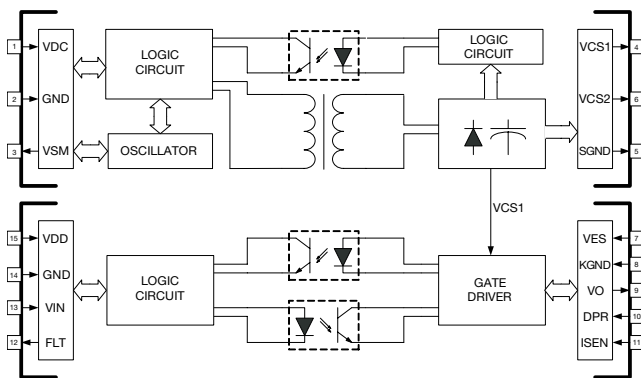 1 VDC
LOGIC
CIRCUIT
LOGIC
CIRCUIT
VCS1 4
2 GND
VCS2 6
3 VSM
OSCILLATOR
SGND 5
VCS1
15 VDD
VES 7
14 GND
LOGIC
CIRCUIT
GATE
DRIVER
KGND 8
13 VIN
VO 9
DPR 10
12 FLT
ISEN 11